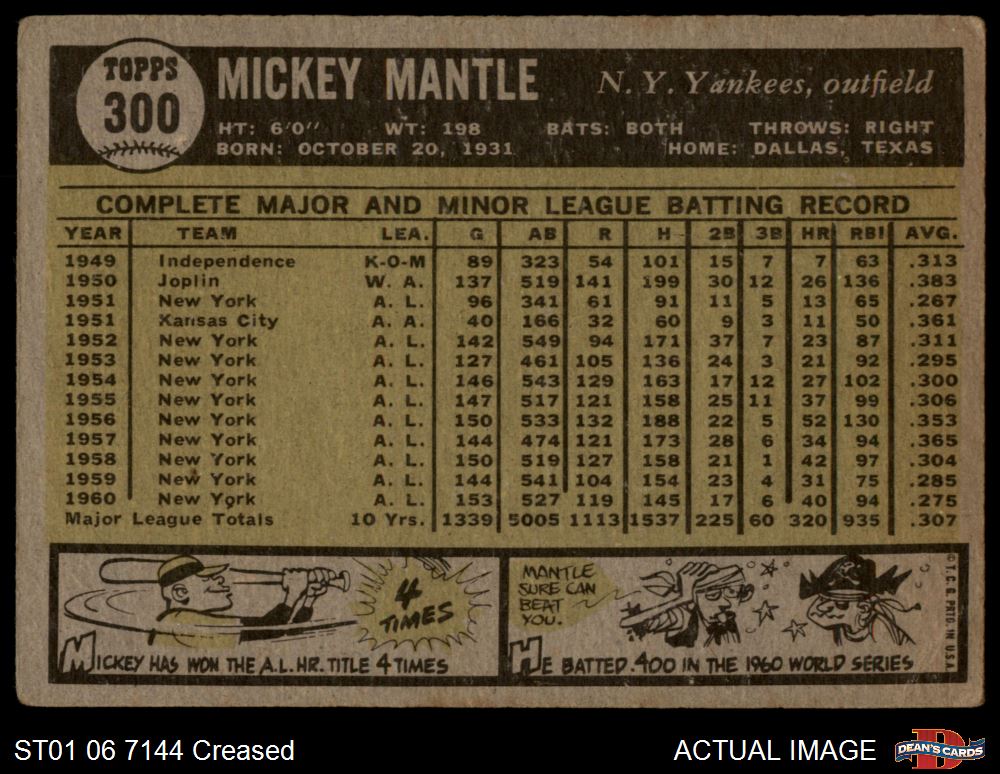 TOPPS
300
MICKEY MANTLE N. Y. Yankees, outfield
HT: 6'0" WT: 198 BATS: BOTH THROWS: RIGHT
BORN: OCTOBER 20, 1931 HOME: DALLAS, TEXAS
COMPLETE MAJOR AND MINOR LEAGUE BATTING RECORD
YEAR TEAM LEA. G AB R H 2B 3B HR RBI AVG.
1949 Independence K-O-M 89 323 54 101 15 7 7 63 .313
1950 Joplin W. A. 137 519 141 199 30 12 26 136 .383
1951 New York A. L. 96 341 61 91 11 5 13 65 .267
1951 Kansas City A. A. 40 166 32 60 9 3 11 50 .361
1952 New York A. L. 142 549 94 171 37 7 23 87 .311
1953 New York A. L. 127 461 105 136 24 3 21 92 .295
1954 New York A. L. 146 543 129 163 17 12 27 102 .300
1955 New York A. L. 147 517 121 158 25 11 37 99 .306
1956 New York A. L. 150 533 132 188 22 5 52 130 .353
1957 New York A. L. 144 474 121 173 28 6 34 94 .365
1958 New York A. L. 150 519 127 158 21 1 42 97 .304
1959 New York A. L. 144 541 104 154 23 4 31 75 .285
1960 New York A. L. 153 527 119 145 17 6 40 94 .275
Major League Totals 10 Yrs. 1339 5005 1113 1537 225 60 320 935 .307
4
TIMES
MICKEY HAS WON THE A.L. HR. TITLE 4 TIMES
MANTLE
SURE CAN
BEAT
YOU.
HE BATTED .400 IN THE 1960 WORLD SERIES
© T. C. G. PRTD. IN U.S.A.
ST01 06 7144 Creased
ACTUAL IMAGE
D
DEAN'S CARDS